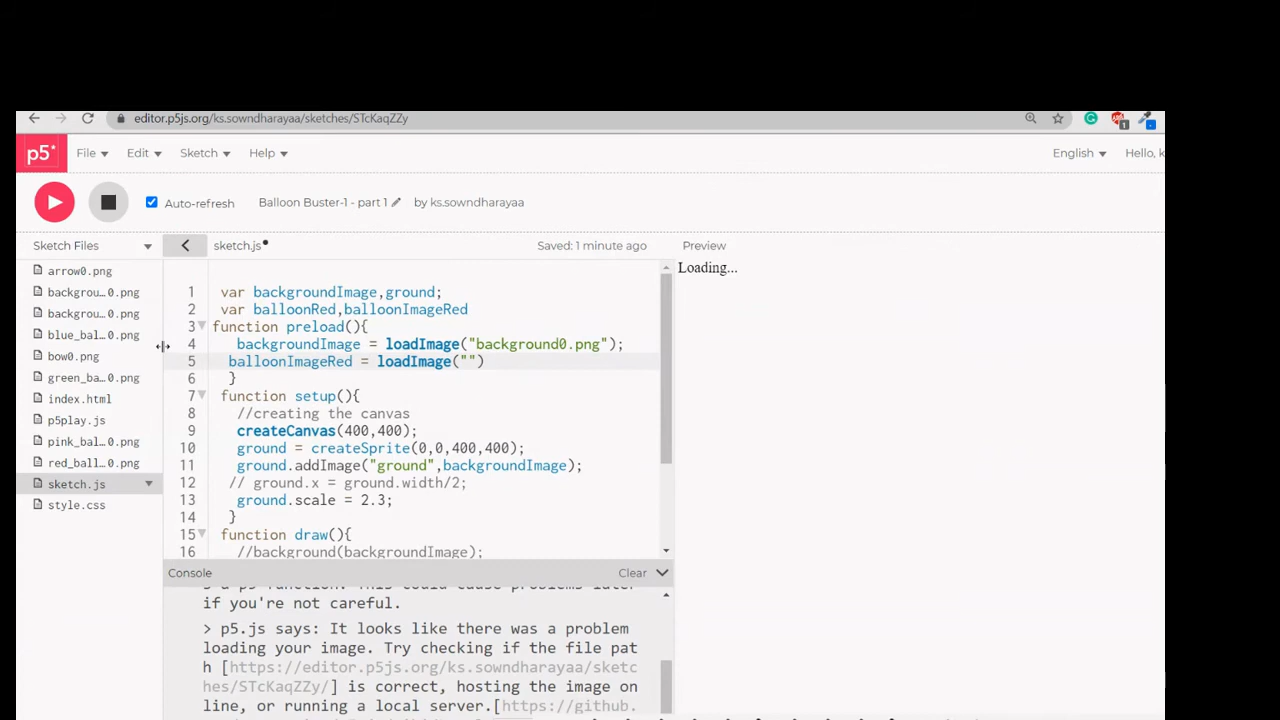 editor.p5js.org/ks.sowndharayaa/sketches/STcKaqZZy
1
p5* File Edit Sketch Help English Hello, k
Auto-refresh Balloon Buster-1 - part 1 by ks.sowndharayaa
Sketch Files sketch.js Saved: 1 minute ago Preview
Loading...
arrow0.png
backgrou...0.png
backgrou...0.png
blue_bal...0.png
bow0.png
green_ba...0.png
index.html
p5play.js
pink_bal...0.png
red_ball...0.png
sketch.js
style.css
1 var backgroundImage,ground;
2 var balloonRed,balloonImageRed
3 function preload(){
4 backgroundImage = loadImage("background0.png");
5 balloonImageRed = loadImage("")
6 }
7 function setup(){
8 //creating the canvas
9 createCanvas(400,400);
10 ground = createSprite(0,0,400,400);
11 ground.addImage("ground",backgroundImage);
12 // ground.x = ground.width/2;
13 ground.scale = 2.3;
14 }
15 function draw(){
16 //background(backgroundImage);
Console Clear
if you're not careful.
> p5.js says: It looks like there was a problem
loading your image. Try checking if the file pat
h [https://editor.p5js.org/ks.sowndharayaa/sketc
hes/STcKaqZZy/] is correct, hosting the image on
line, or running a local server.[https://github.